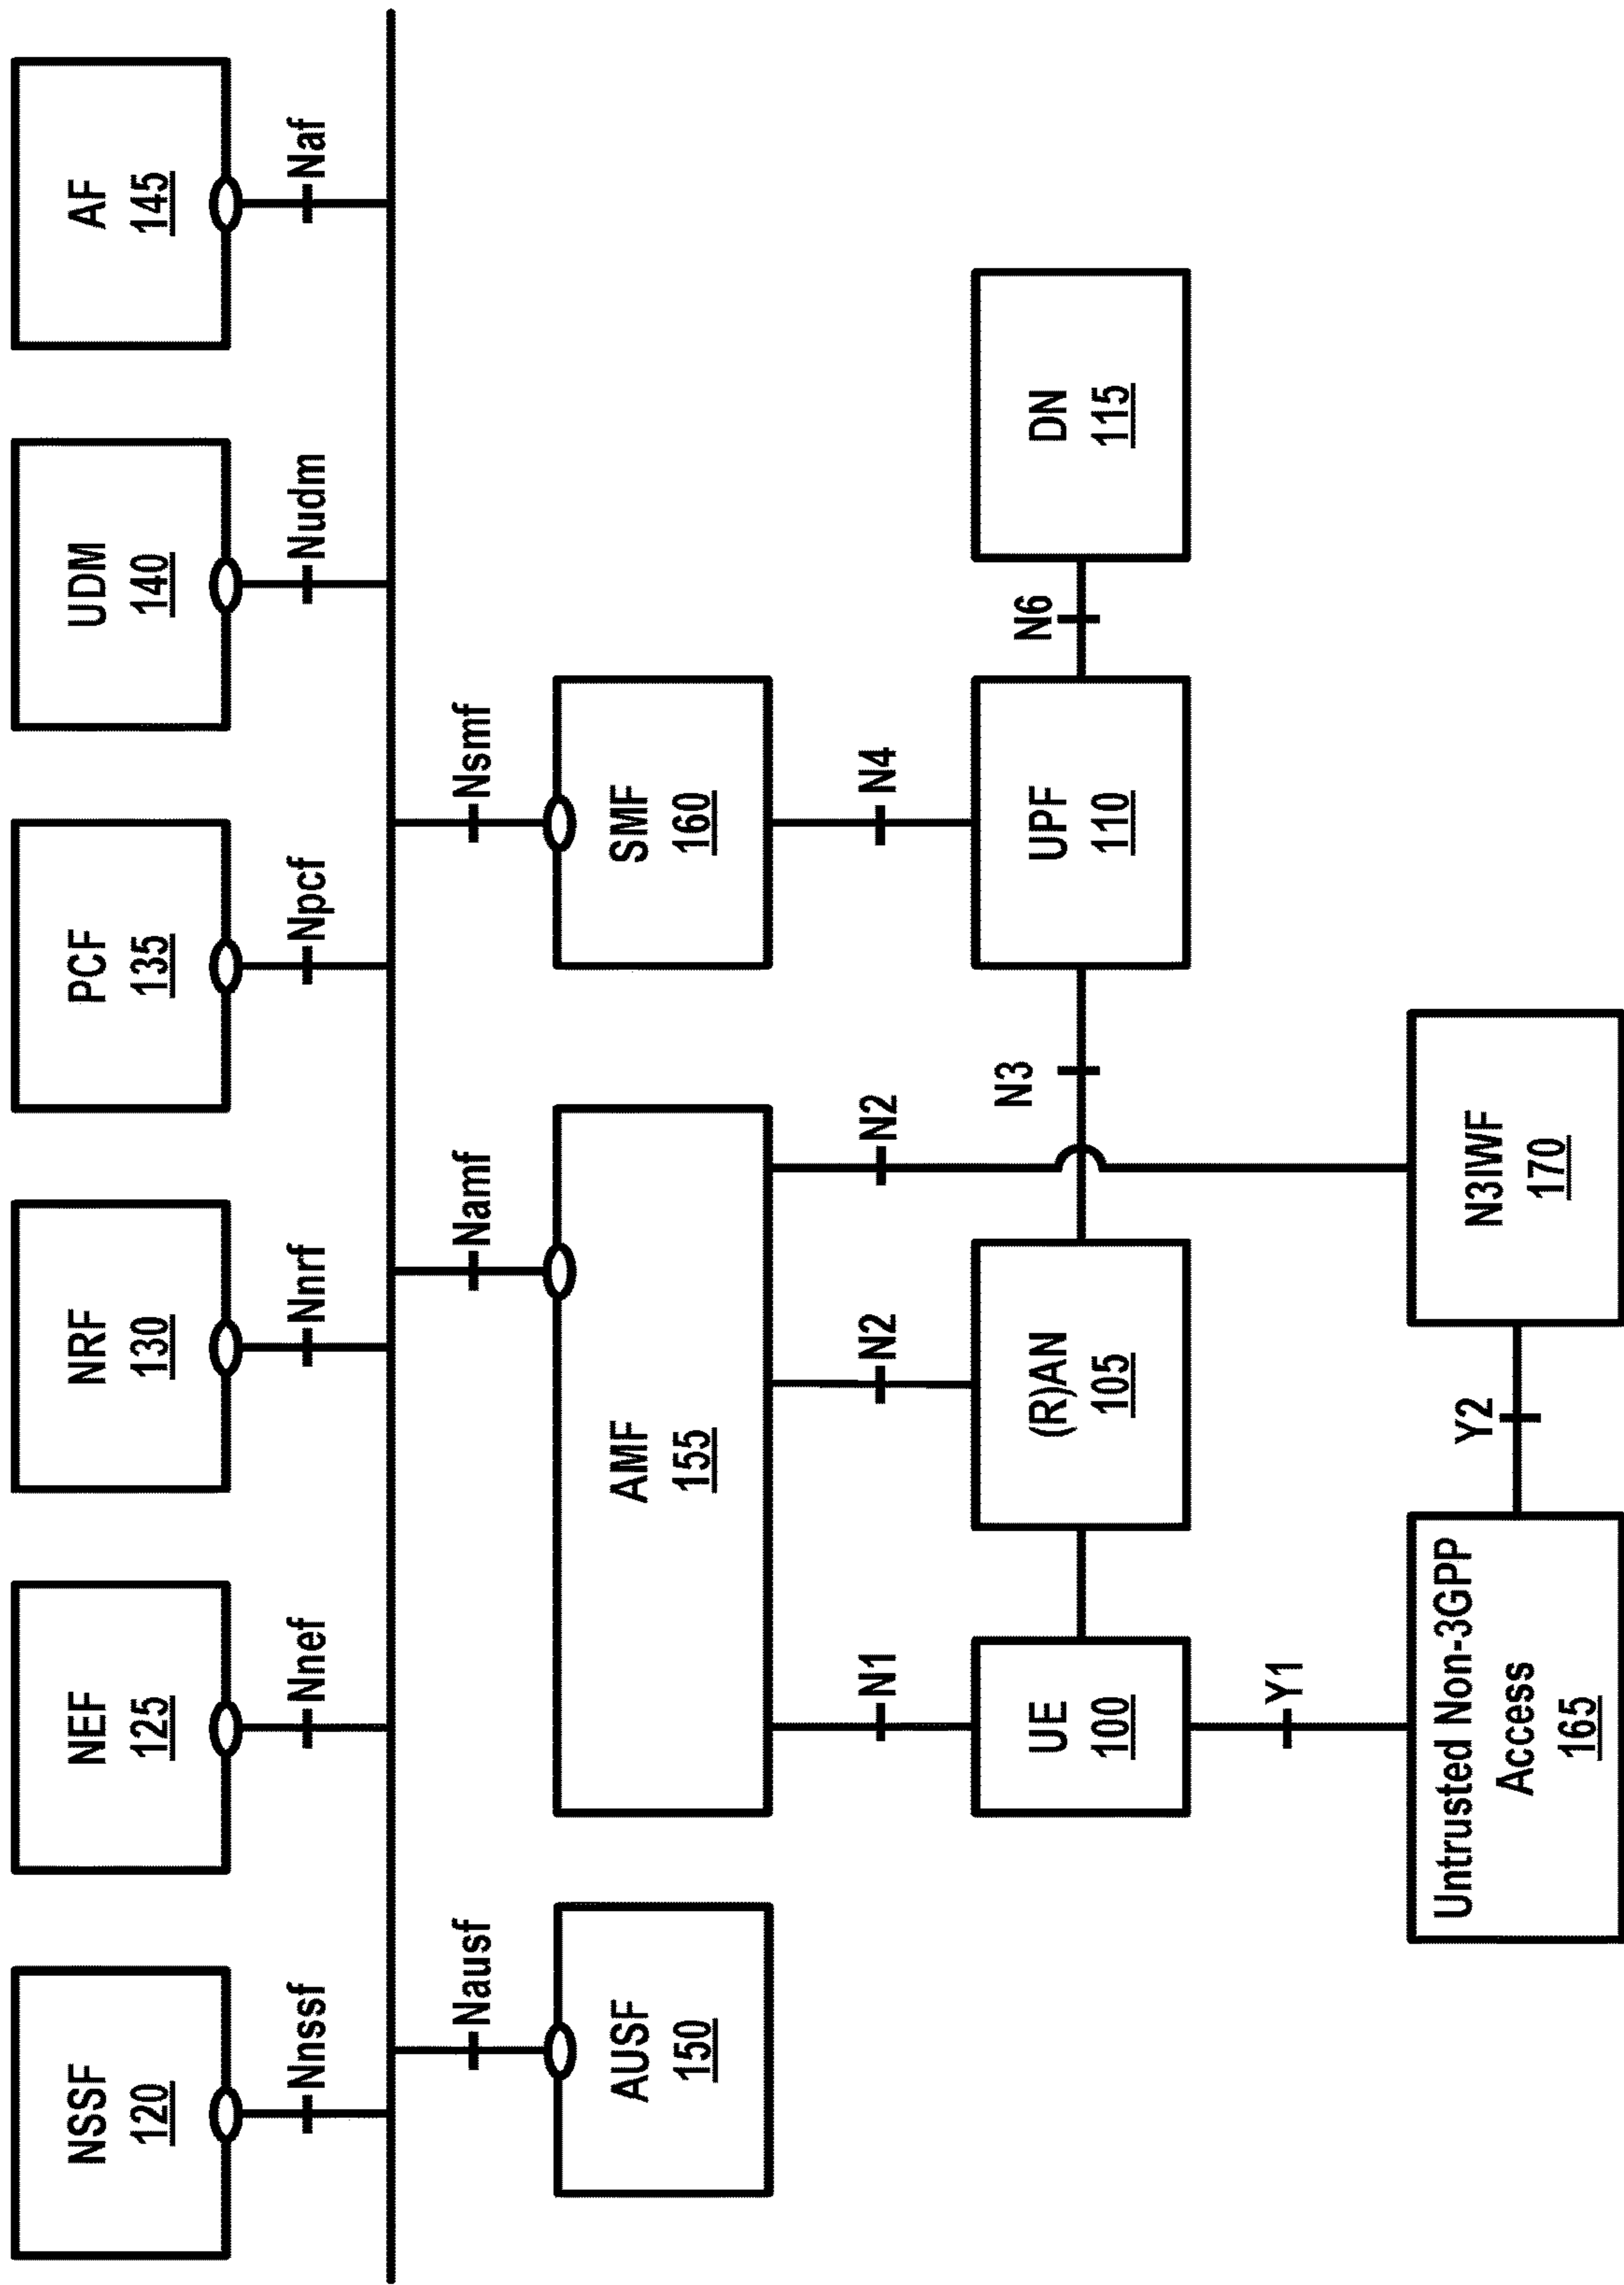 NSSF
120
NEF
125
NRF
130
PCF
135
UDM
140
AF
145
Nnssf
Nnef
Nnrf
Npcf
Nudm
Naf
Nausf
Namf
Nsmf
AUSF
150
AMF
155
SMF
160
N1
N2
N2
N4
UE
100
(R)AN
105
N3
UPF
110
N6
DN
115
Y1
Untrusted Non-3GPP
Access
165
Y2
N3IWF
170